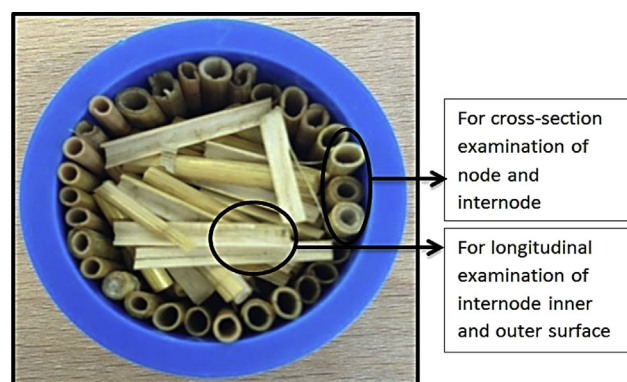 For cross-section
examination of
node and
internode
For longitudinal
examination of
internode inner
and outer surface